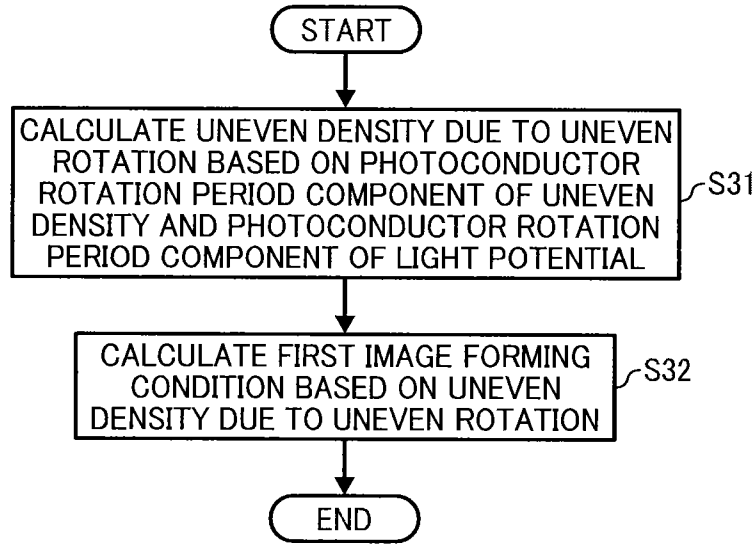 START
CALCULATE UNEVEN DENSITY DUE TO UNEVEN
ROTATION BASED ON PHOTOCONDUCTOR
ROTATION PERIOD COMPONENT OF UNEVEN
DENSITY AND PHOTOCONDUCTOR ROTATION
PERIOD COMPONENT OF LIGHT POTENTIAL
S31
CALCULATE FIRST IMAGE FORMING
CONDITION BASED ON UNEVEN
DENSITY DUE TO UNEVEN ROTATION
S32
END